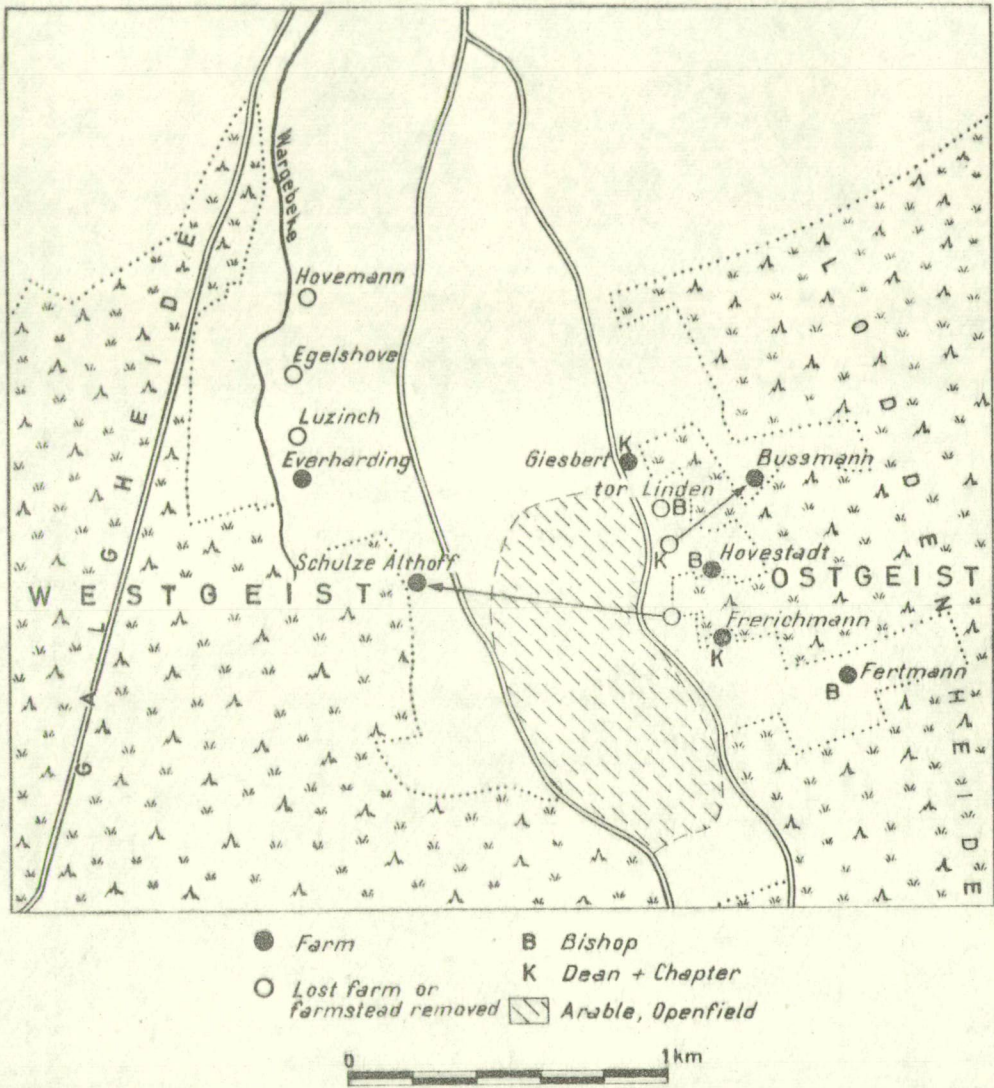 Wargebeke
Hovemann
Egelshove
Luzinch
Everharding
Giesbert
K
Bussmann
tor Linden
B
K
B
Hovestadt
Schulze Althoff
WESTGEIST
OSTGEIST
Frerichmann
K
Fertmann
B
GALGHEIDE
LODDENHEIDE
Farm
Lost farm or
farmstead removed
B Bishop
K Dean + Chapter
Arable, Openfield
0 1km